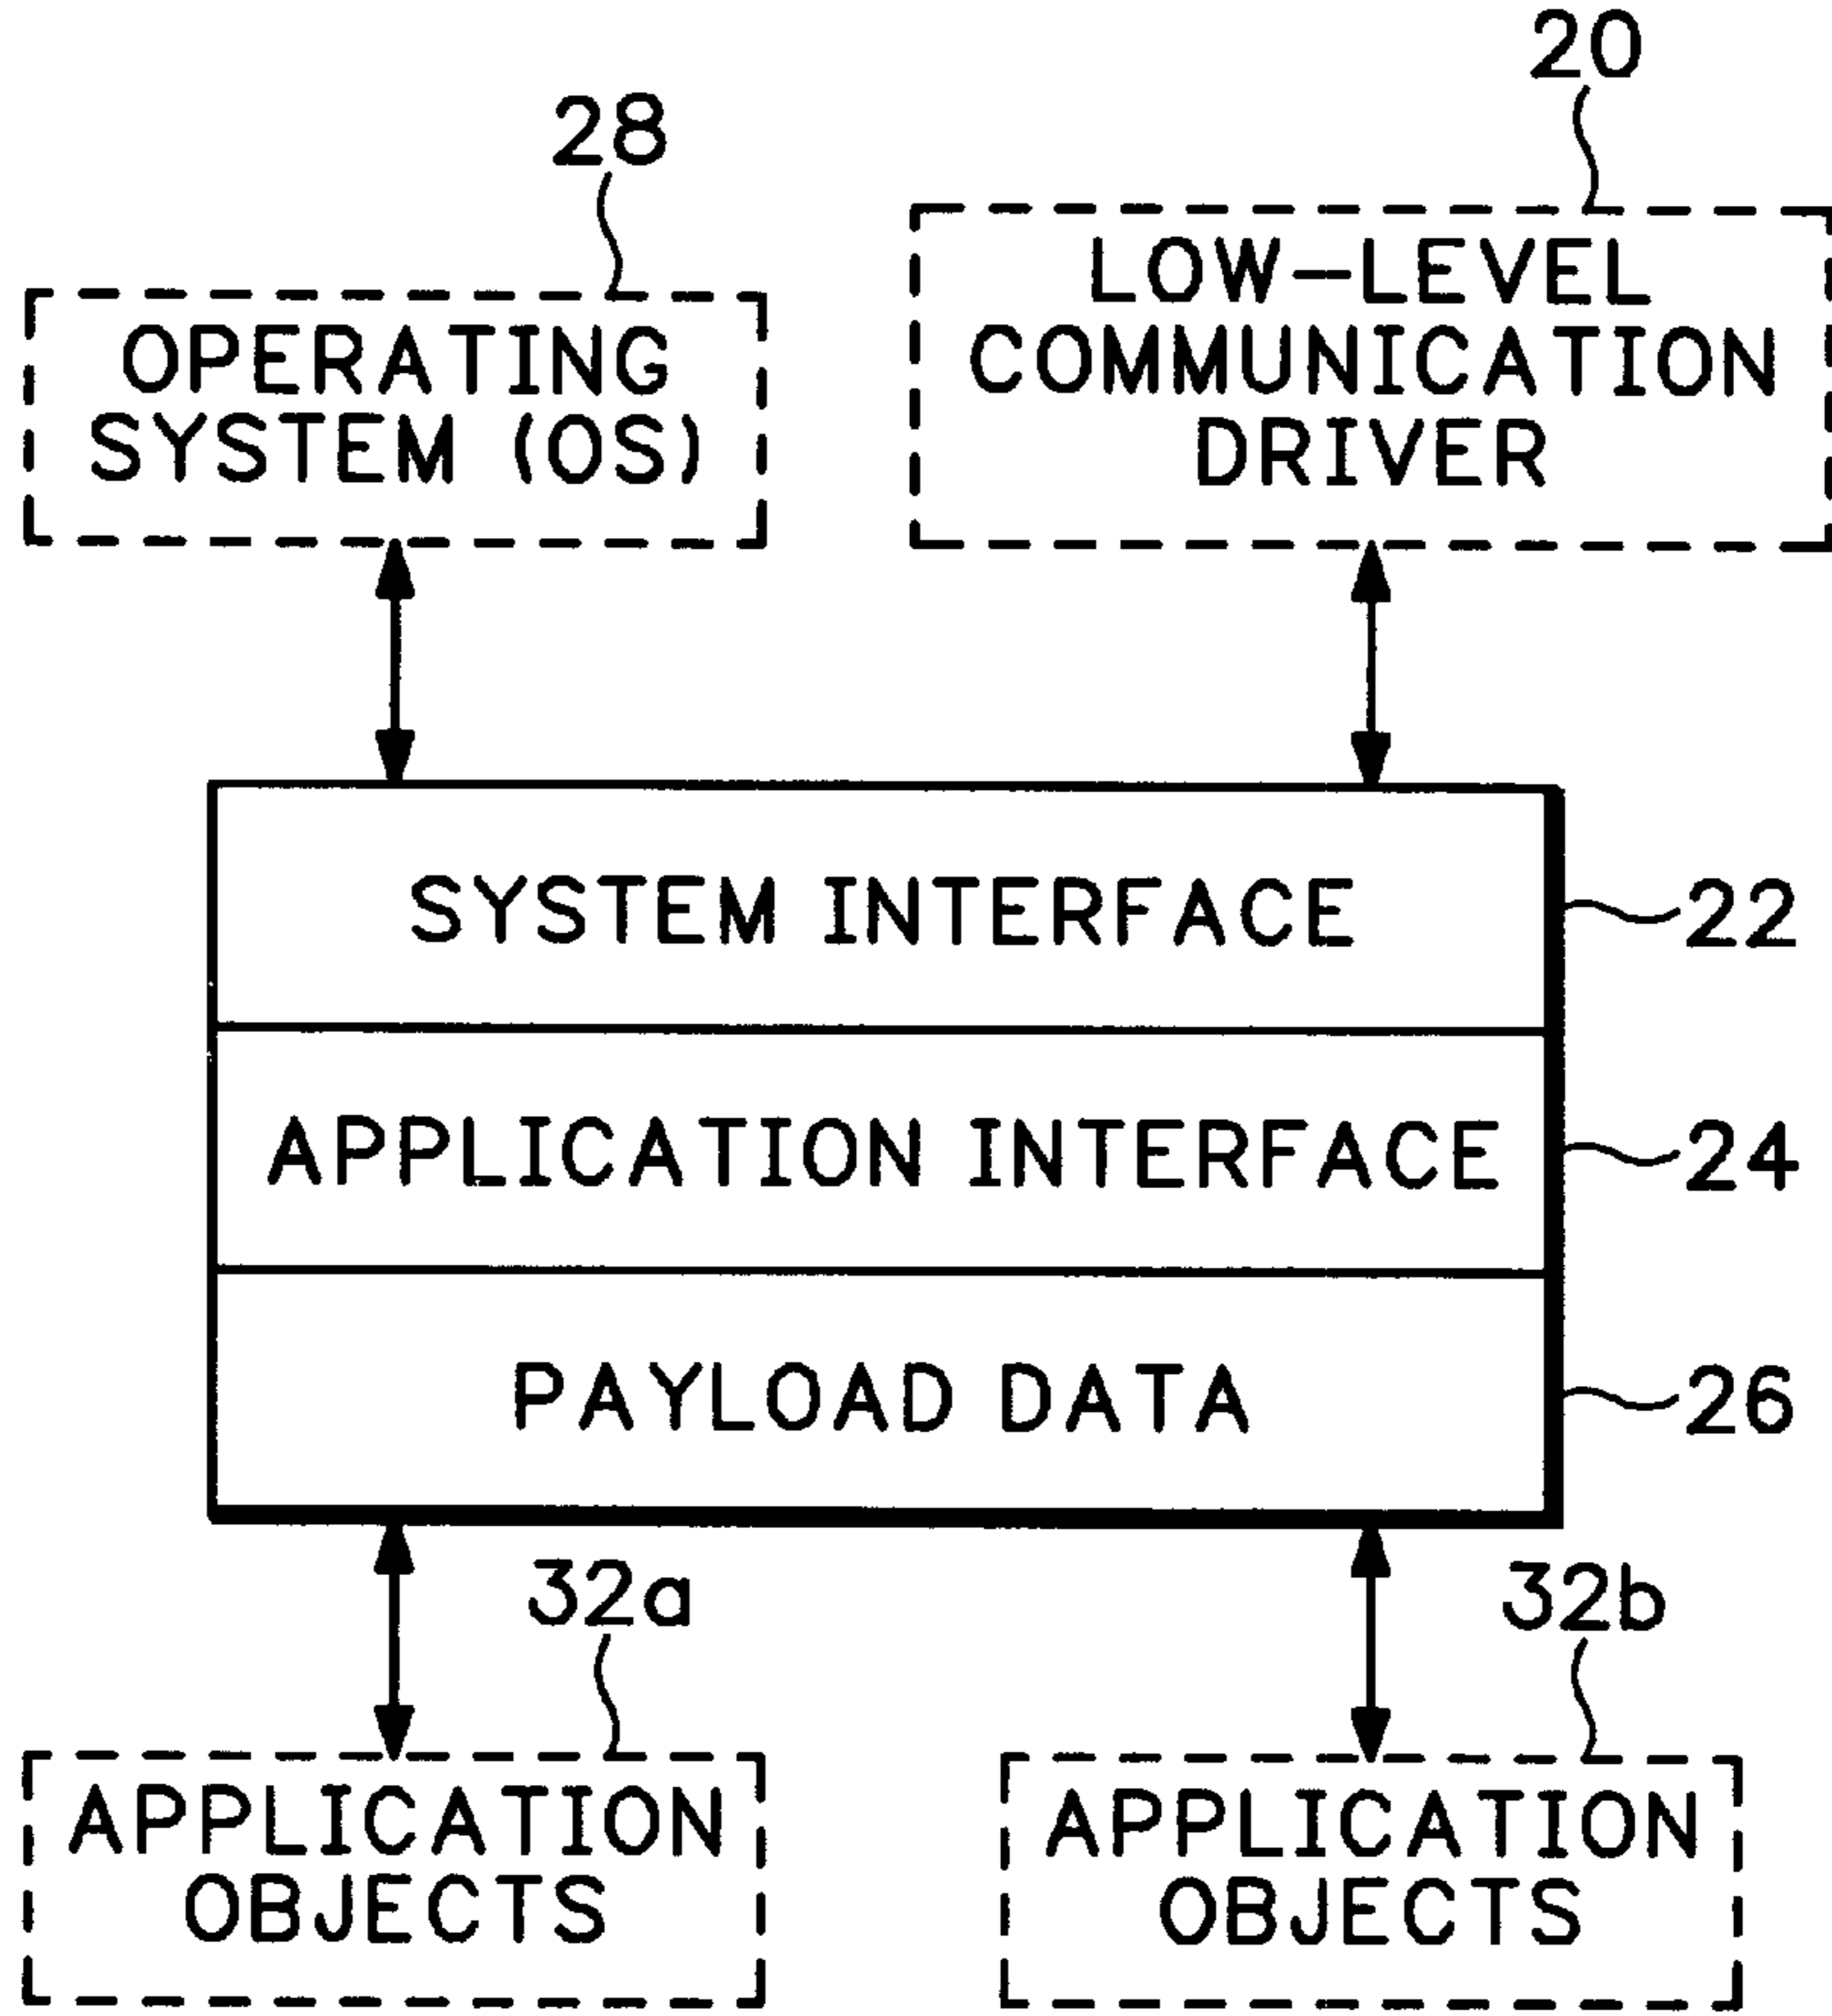 20
28
LOW-LEVEL
COMMUNICATION
DRIVER
OPERATING
SYSTEM (OS)
SYSTEM INTERFACE
22
APPLICATION INTERFACE
24
PAYLOAD DATA
26
32a
32b
APPLICATION
OBJECTS
APPLICATION
OBJECTS